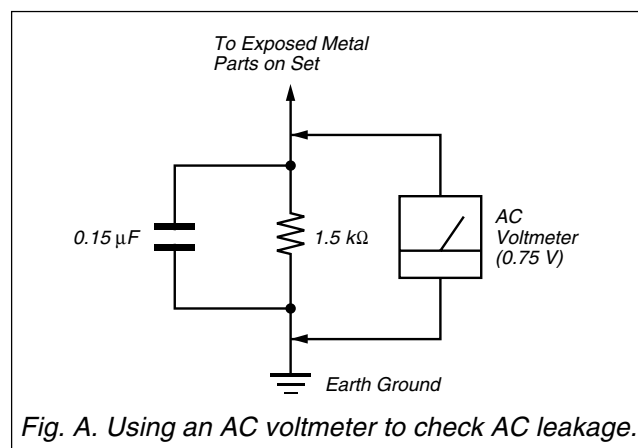 To Exposed Metal
Parts on Set
0.15 µF
1.5 kΩ
AC
Voltmeter
(0.75 V)
Earth Ground
Fig. A. Using an AC voltmeter to check AC leakage.